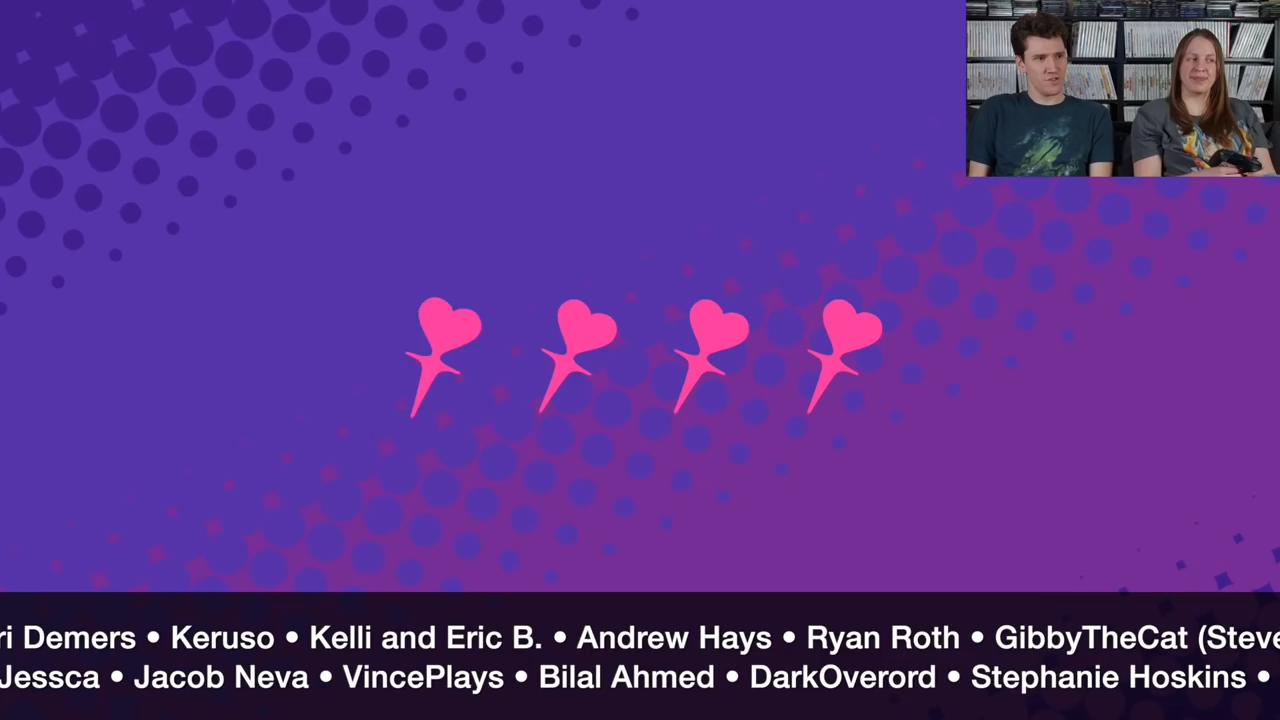 ri Demers • Keruso • Kelli and Eric B. • Andrew Hays • Ryan Roth • GibbyTheCat (Steve
Jessca • Jacob Neva • VincePlays • Bilal Ahmed • DarkOverord • Stephanie Hoskins •